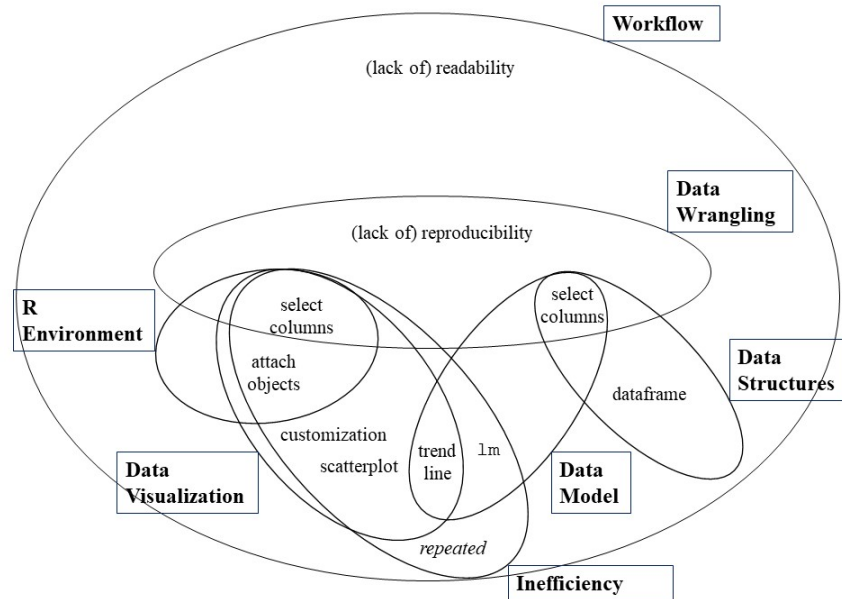 Workflow
(lack of) readability
Data
Wrangling
(lack of) reproducibility
R
Environment
select
columns
select
columns
attach
objects
Data
Structures
dataframe
customization
scatterplot
trend
line
lm
Data
Visualization
Data
Model
repeated
Inefficiency